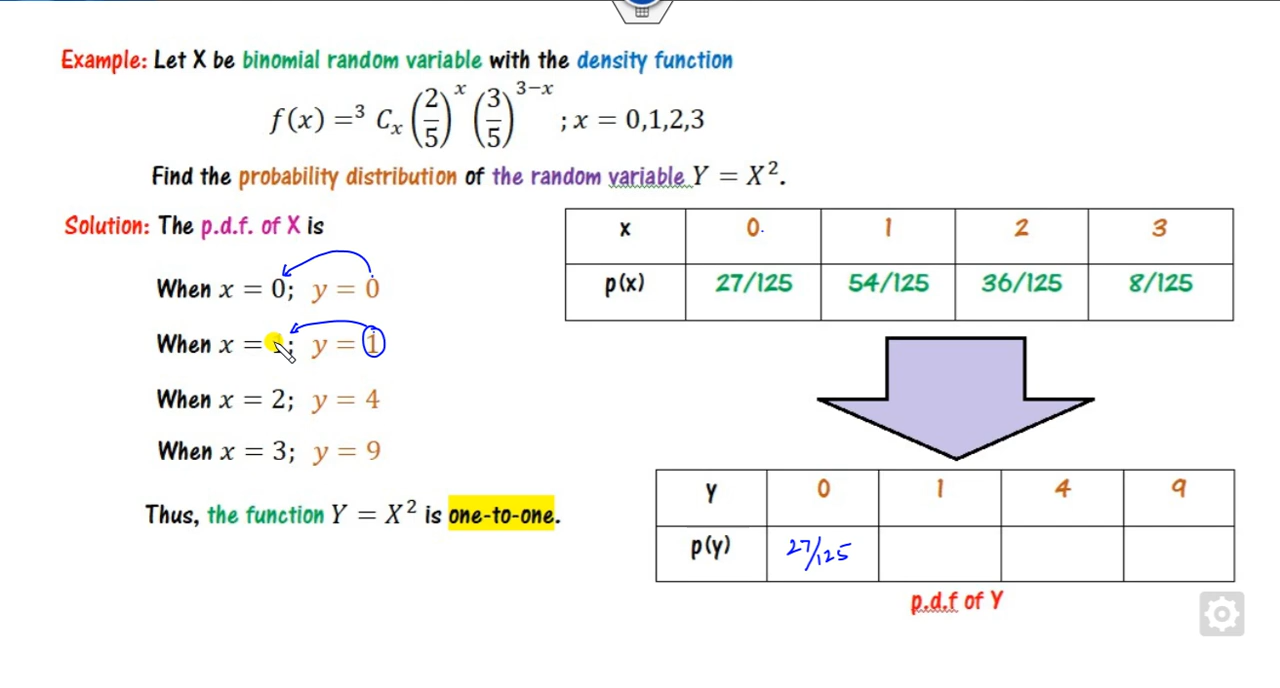 Example: Let X be binomial random variable with the density function
f(x) =³ Cₓ (2/5)ˣ (3/5)³⁻ˣ ; x = 0,1,2,3
Find the probability distribution of the random variable Y = X².
Solution: The p.d.f. of X is
When x = 0; y = 0
When x = ; y = 1
When x = 2; y = 4
When x = 3; y = 9
Thus, the function Y = X² is one-to-one.
x 0 1 2 3
p(x) 27/125 54/125 36/125 8/125
Y 0 1 4 9
p(y) 27/125
p.d.f of Y